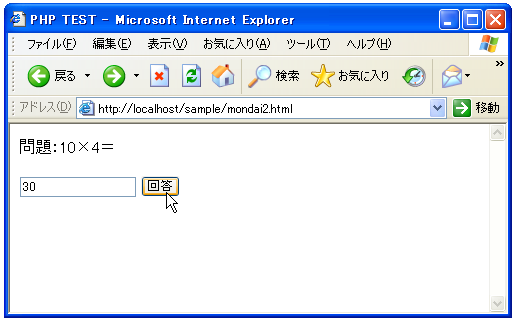 PHP TEST - Microsoft Internet Explorer
ファイル(F) 編集(E) 表示(V) お気に入り(A) ツール(T) ヘルプ(H)
戻る 検索 お気に入り
アドレス(D) http://localhost/sample/mondai2.html 移動
問題:10×4=
30 回答